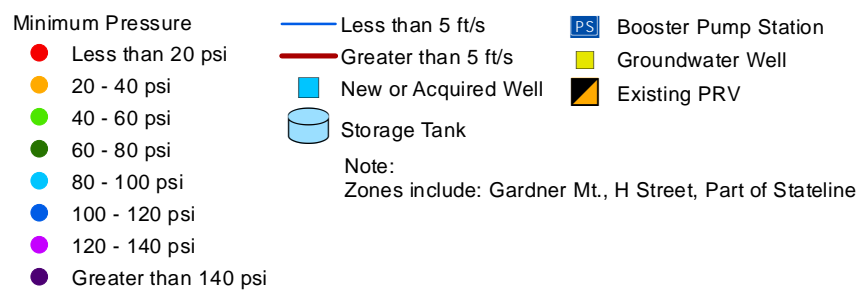 Minimum Pressure
Less than 20 psi
20 - 40 psi
40 - 60 psi
60 - 80 psi
80 - 100 psi
100 - 120 psi
120 - 140 psi
Greater than 140 psi
Less than 5 ft/s
Greater than 5 ft/s
New or Acquired Well
Storage Tank
Note:
Zones include: Gardner Mt., H Street, Part of Stateline
PS Booster Pump Station
Groundwater Well
Existing PRV